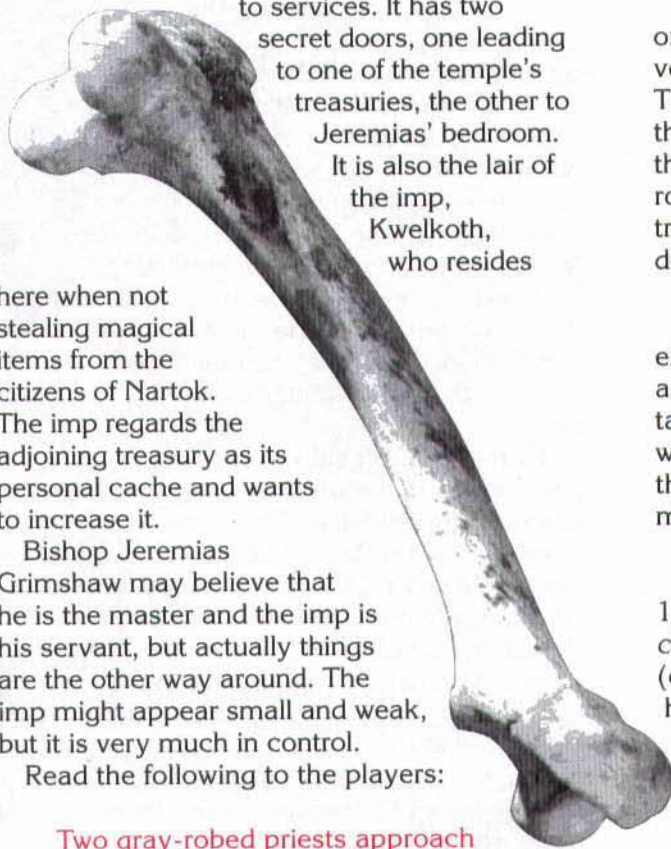 to services. It has two
secret doors, one leading
to one of the temple's
treasuries, the other to
Jeremias' bedroom.
It is also the lair of
the imp,
Kwelkoth,
who resides
here when not
stealing magical
items from the
citizens of Nartok.
The imp regards the
adjoining treasury as its
personal cache and wants
to increase it.
Bishop Jeremias
Grimshaw may believe that
he is the master and the imp is
his servant, but actually things
are the other way around. The
imp might appear small and weak,
but it is very much in control.
Read the following to the players:
Two gray-robed priests approach